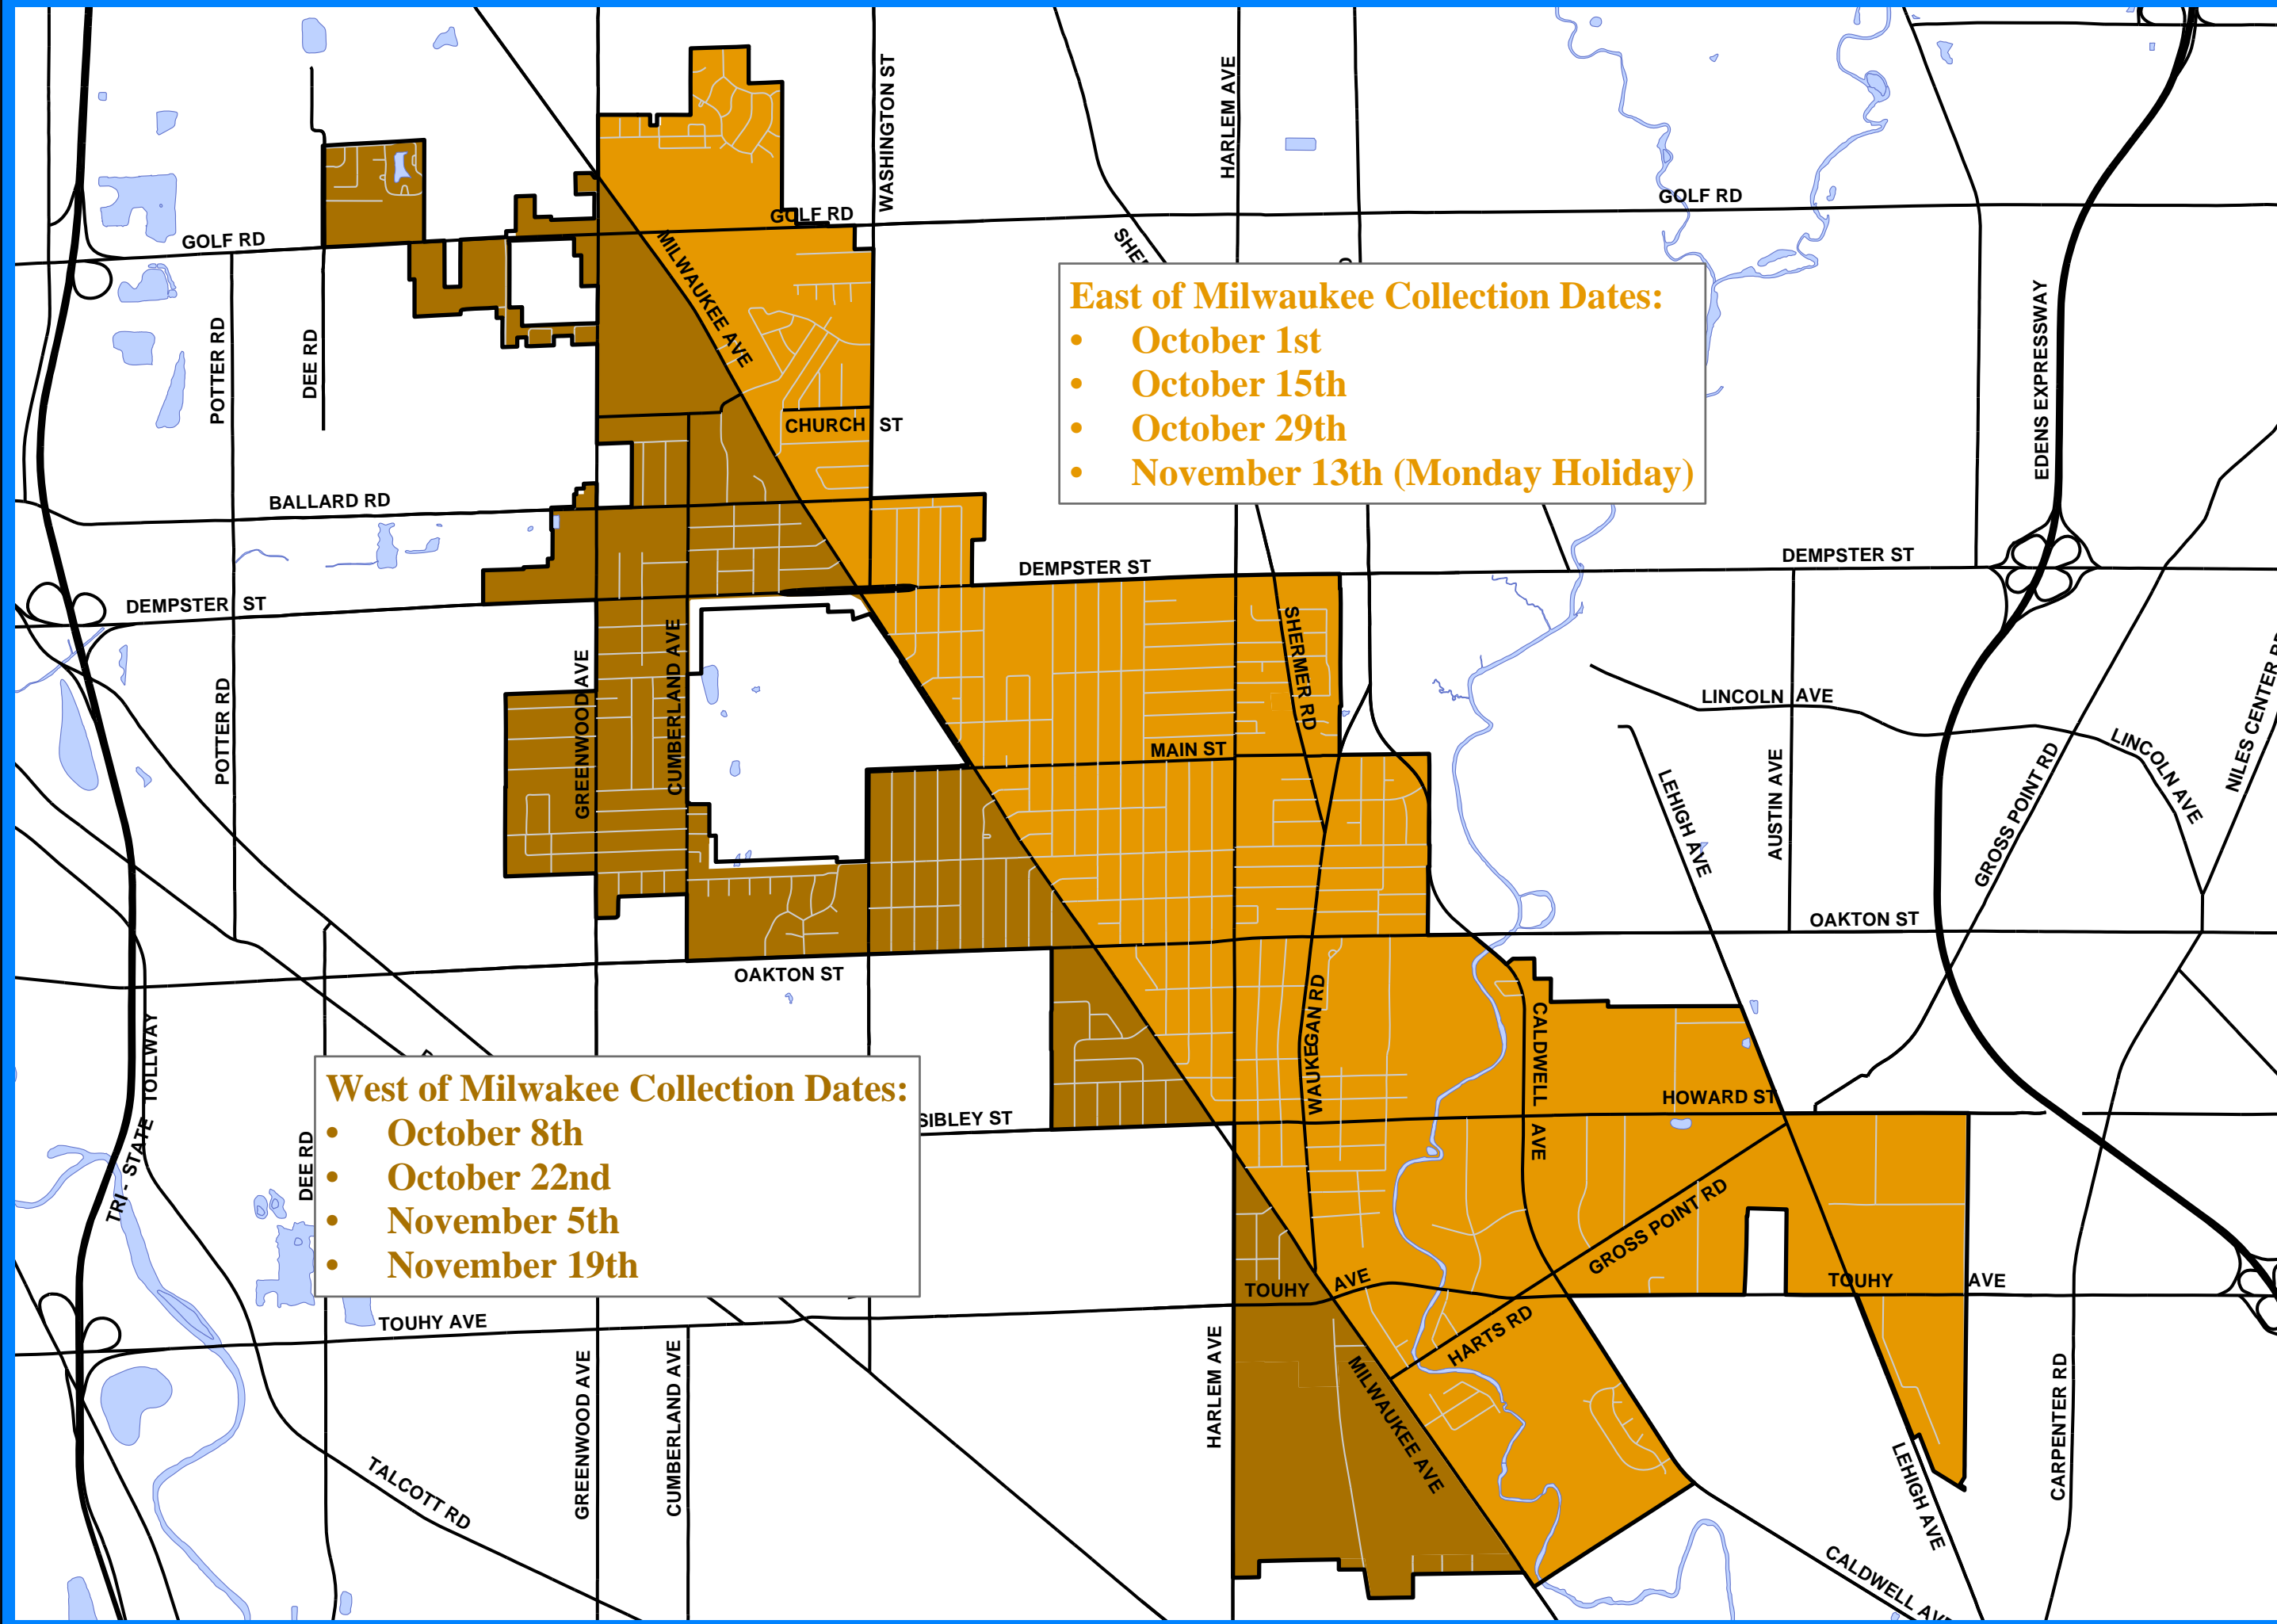 WASHINGTON ST
HARLEM AVE
GOLF RD
GOLF RD
GOLF RD
MILWAUKEE AVE
POTTER RD
DEE RD
East of Milwaukee Collection Dates:
• October 1st
• October 15th
• October 29th
• November 13th (Monday Holiday)
EDENS EXPRESSWAY
CHURCH ST
BALLARD RD
DEMPSTER ST
DEMPSTER ST
DEMPSTER ST
SHERMER RD
GREENWOOD AVE
CUMBERLAND AVE
POTTER RD
MAIN ST
LINCOLN AVE
LINCOLN AVE
LEHIGH AVE
AUSTIN AVE
GROSS POINT RD
NILES CENTER
OAKTON ST
OAKTON ST
TRI - STATE TOLLWAY
WAUKEGAN RD
CALDWELL AVE
HOWARD ST
SIBLEY ST
DEE RD
West of Milwakee Collection Dates:
• October 8th
• October 22nd
• November 5th
• November 19th
GROSS POINT RD
TOUHY AVE
TOUHY AVE
TOUHY AVE
HARTS RD
GREENWOOD AVE
CUMBERLAND AVE
HARLEM AVE
MILWAUKEE AVE
CARPENTER RD
LEHIGH AVE
TALCOTT RD
CALDWELL AVE